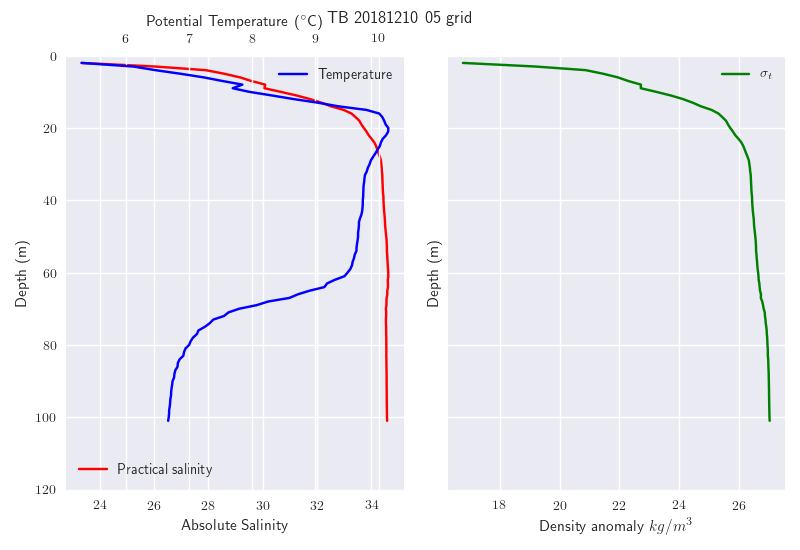 TB 20181210 05 grid
Potential Temperature (°C)
6 7 8 9 10
0
20
40
60
80
100
120
Depth (m)
Temperature
Practical salinity
24 26 28 30 32 34
Absolute Salinity
Depth (m)
σt
18 20 22 24 26
Density anomaly kg/m³